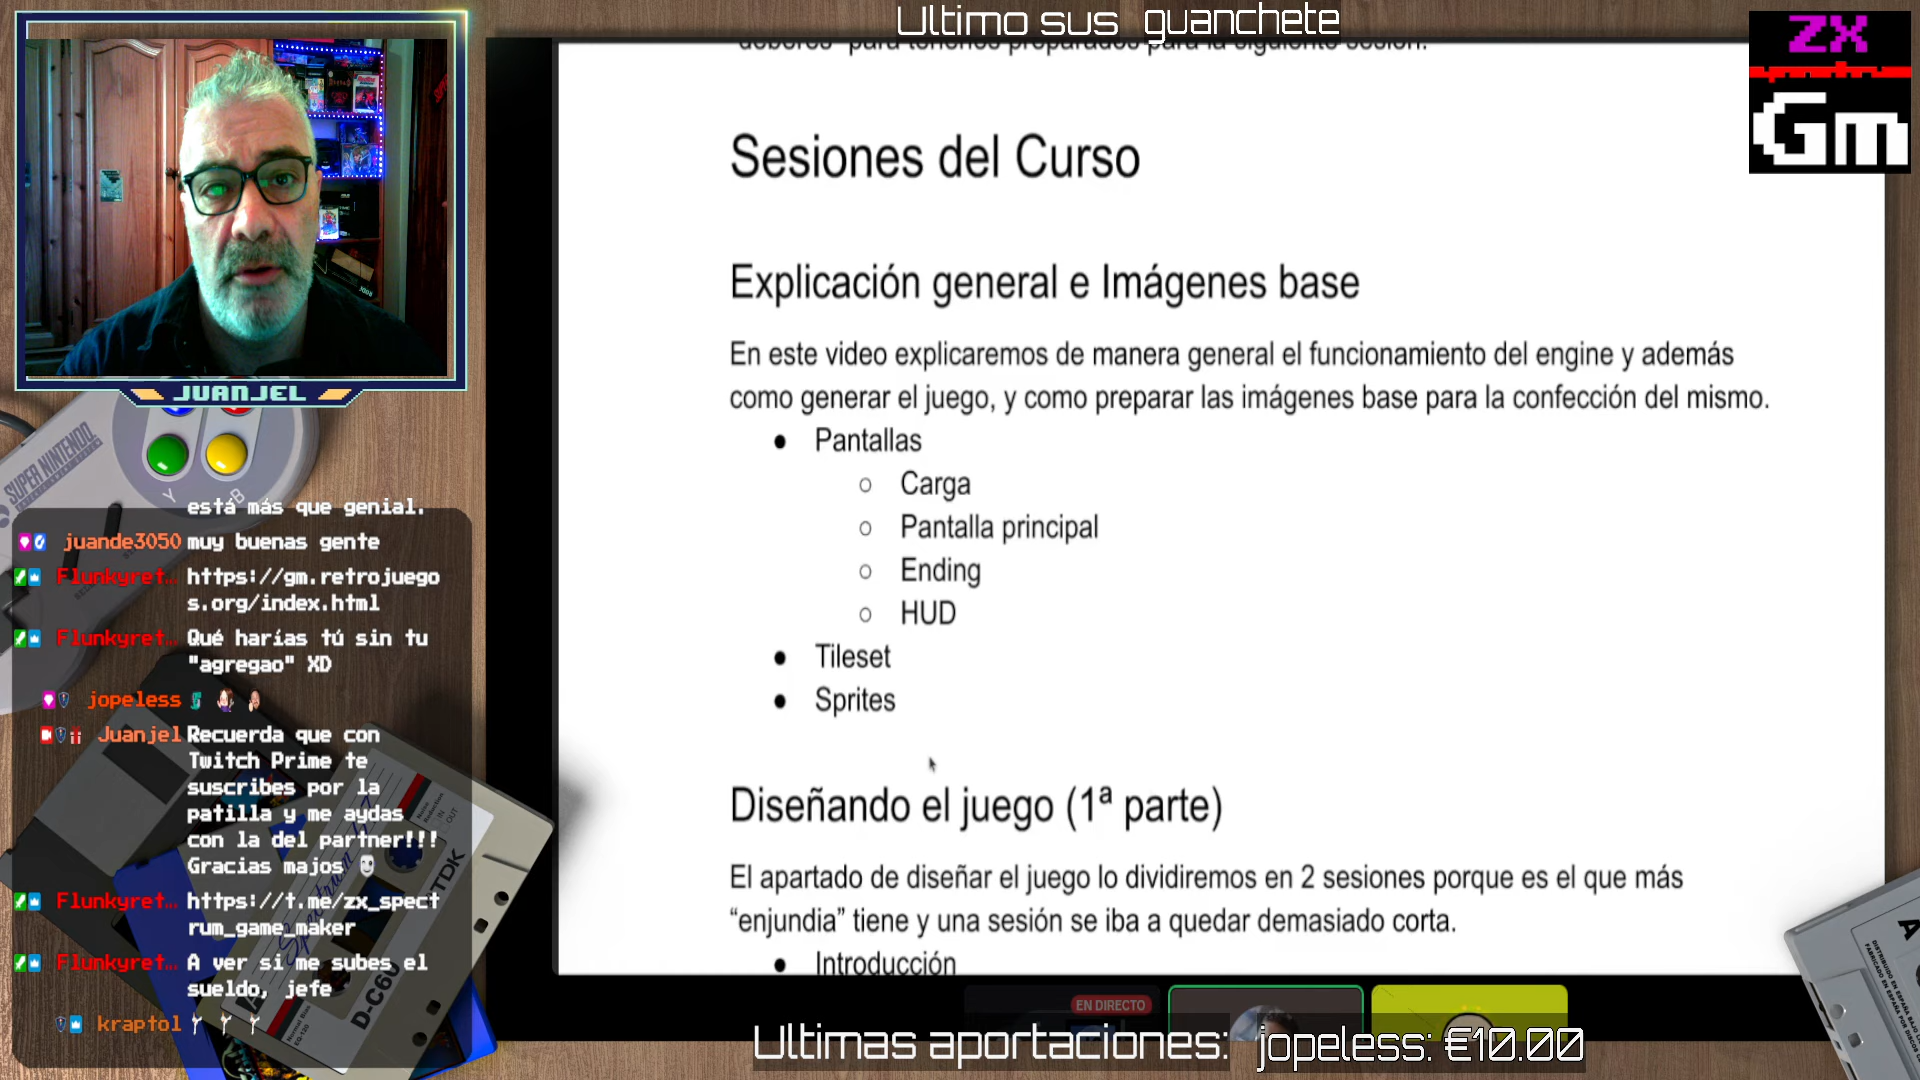 Ultimo sus guanchete
ZX
Gm
para la siguiente sesión.
Sesiones del Curso
Explicación general e Imágenes base
En este video explicaremos de manera general el funcionamiento del engine y además
como generar el juego, y como preparar las imágenes base para la confección del mismo.
● Pantallas
○ Carga
○ Pantalla principal
○ Ending
○ HUD
● Tileset
● Sprites
Diseñando el juego (1ª parte)
El apartado de diseñar el juego lo dividiremos en 2 sesiones porque es el que más
“enjundia” tiene y una sesión se iba a quedar demasiado corta.
● Introducción
JUANJEL
SUPER NINTENDO
Y
B
está más que genial.
juande3050 muy buenas gente
Flunkyret... https://gm.retrojuego
s.org/index.html
Flunkyret... Qué harías tú sin tu
"agregao" XD
jopeless
Juanjel Recuerda que con
Twitch Prime te
suscribes por la
patilla y me aydas
con la del partner!!!
Gracias majos
Flunkyret... https://t.me/zx_spect
rum_game_maker
Flunkyret... A ver si me subes el
sueldo, jefe
kraptol
Spectrum
TDK
D-C60
EN DIRECTO
Ultimas aportaciones: jopeless: €10.00